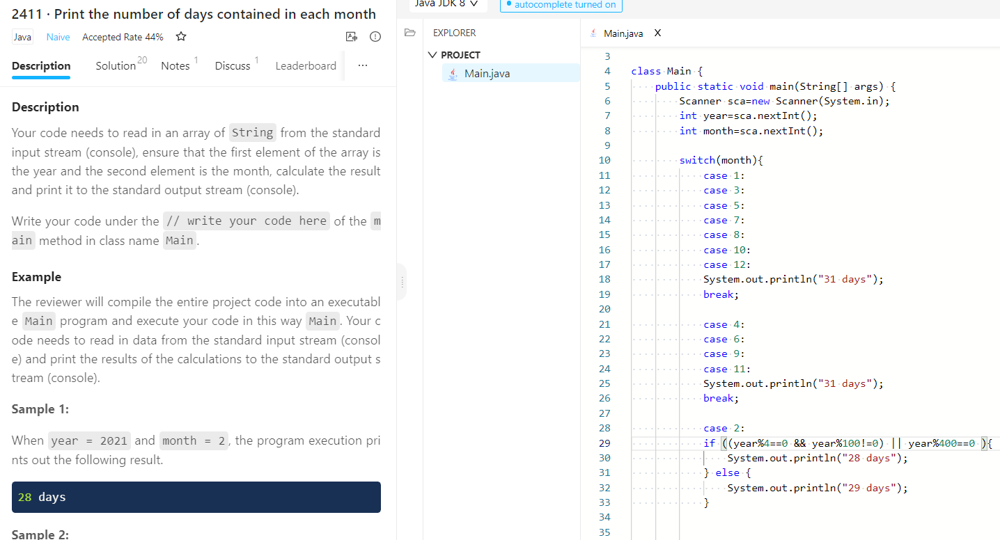 2411 · Print the number of days contained in each month
Java Naive Accepted Rate 44%
Description Solution 20 Notes 1 Discuss 1 Leaderboard ...
Description
Your code needs to read in an array of String from the standard
input stream (console), ensure that the first element of the array is
the year and the second element is the month, calculate the result
and print it to the standard output stream (console).
Write your code under the // write your code here of the m
ain method in class name Main.
Example
The reviewer will compile the entire project code into an executabl
e Main program and execute your code in this way Main. Your c
ode needs to read in data from the standard input stream (consol
e) and print the results of the calculations to the standard output s
tream (console).
Sample 1:
When year = 2021 and month = 2, the program execution pri
nts out the following result.
28 days
Sample 2:
Java JDK 8
autocomplete turned on
EXPLORER
PROJECT
Main.java
Main.java X
3
4 class Main {
5 public static void main(String[] args) {
6 Scanner sca=new Scanner(System.in);
7 int year=sca.nextInt();
8 int month=sca.nextInt();
9
10 switch(month){
11 case 1:
12 case 3:
13 case 5:
14 case 7:
15 case 8:
16 case 10:
17 case 12:
18 System.out.println("31 days");
19 break;
20
21 case 4:
22 case 6:
23 case 9:
24 case 11:
25 System.out.println("31 days");
26 break;
27
28 case 2:
29 if ((year%4==0 && year%100!=0) || year%400==0 ){
30 System.out.println("28 days");
31 } else {
32 System.out.println("29 days");
33 }
34
35